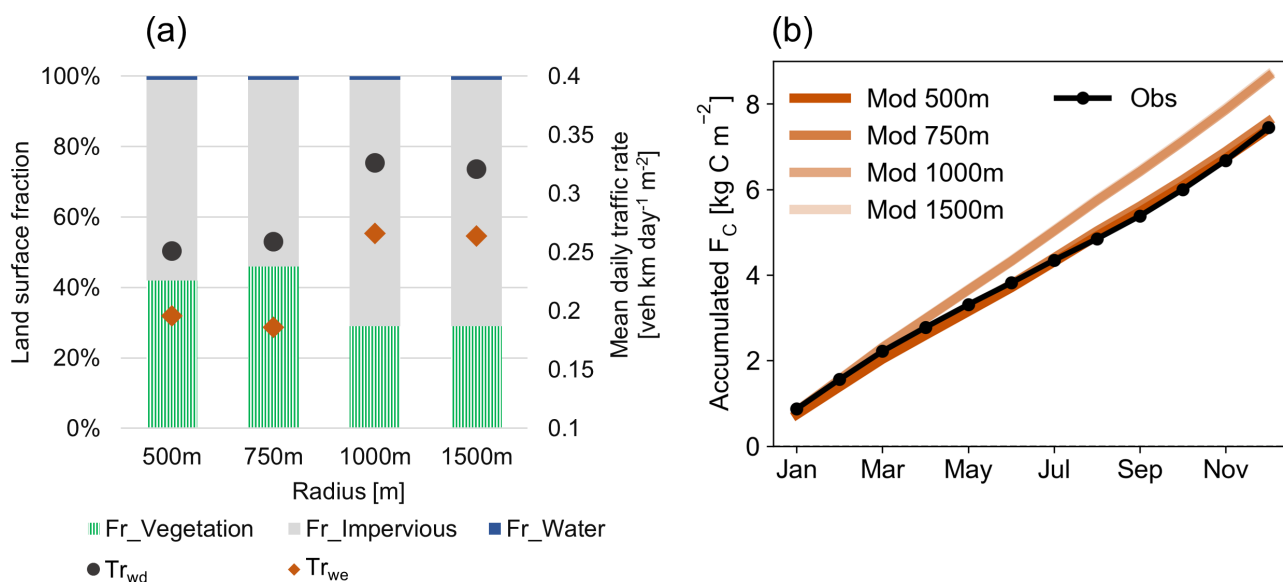 (a)
100%
80%
60%
40%
20%
0%
Land surface fraction
0.4
0.35
0.3
0.25
0.2
0.15
0.1
Mean daily traffic rate
[veh km day⁻¹ m⁻²]
500m 750m 1000m 1500m
Radius [m]
Fr_Vegetation Fr_Impervious Fr_Water
Tr_wd Tr_we
(b)
Mod 500m
Mod 750m
Mod 1000m
Mod 1500m
Obs
8
6
4
2
0
Accumulated F_C [kg C m⁻²]
Jan Mar May Jul Sep Nov